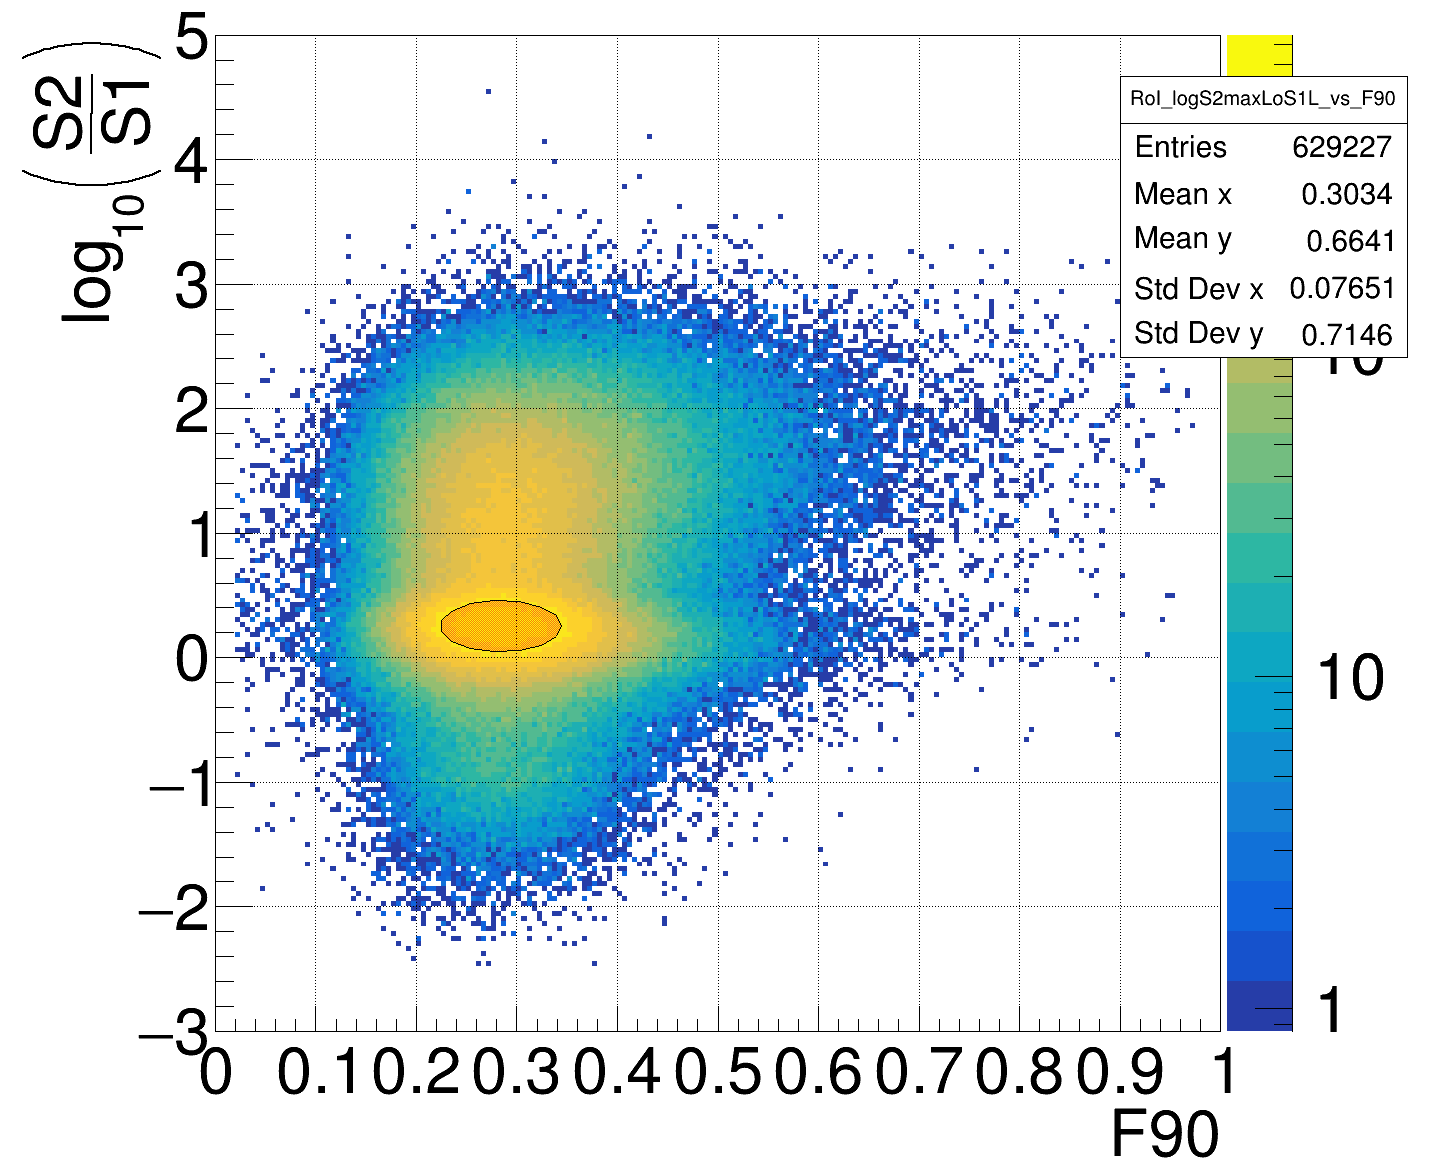 log10(S2/S1)
5
4
3
2
1
0
−1
−2
−3
0 0.1 0.2 0.3 0.4 0.5 0.6 0.7 0.8 0.9 1
F90
RoI_logS2maxLoS1L_vs_F90
Entries 629227
Mean x 0.3034
Mean y 0.6641
Std Dev x 0.07651
Std Dev y 0.7146
10
1